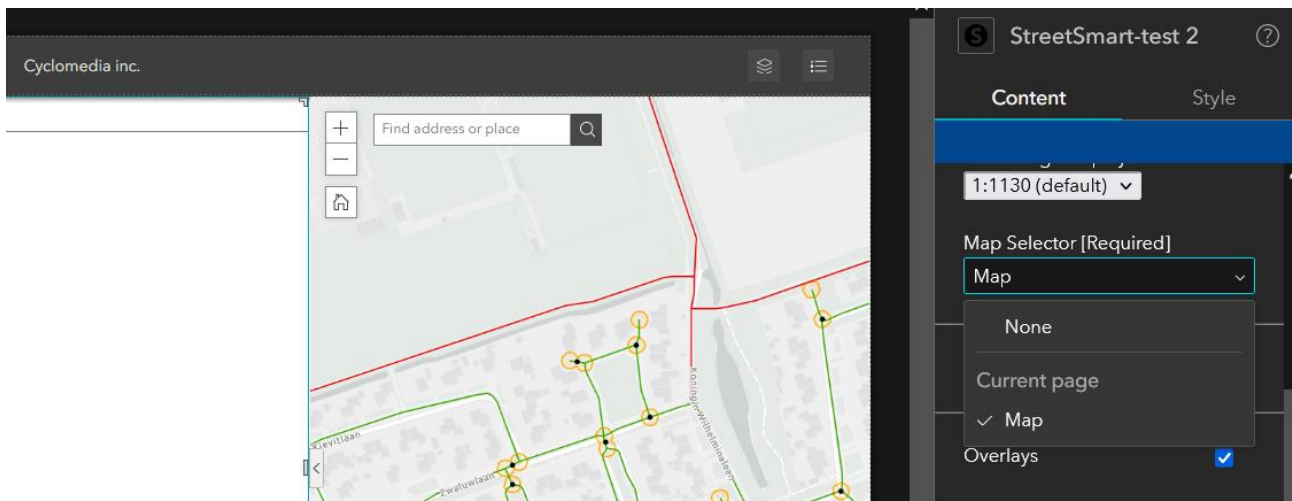 StreetSmart-test 2
Cyclomedia inc.
Content
Style
1:1130 (default)
Find address or place
Map Selector [Required]
Map
None
Current page
Map
Overlays
Koningin-Wilhelminalaan
Kievitlaan
Zwaluwlaan